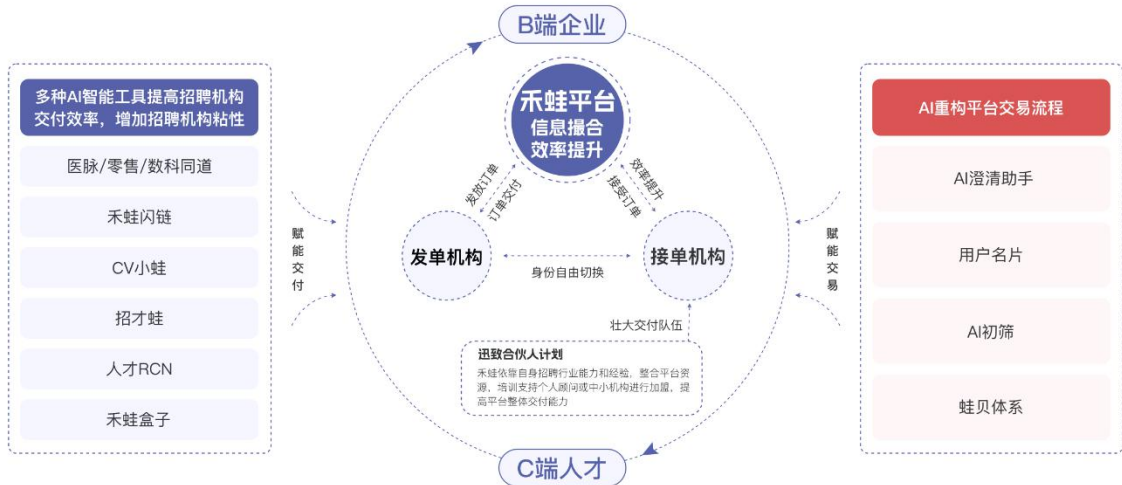 B端企业
多种AI智能工具提高招聘机构
交付效率，增加招聘机构粘性
医脉/零售/数科同道
禾蛙闪链
CV小蛙
招才蛙
人才RCN
禾蛙盒子
赋能交付
禾蛙平台
信息撮合
效率提升
发放订单
订单交付
效率提升
接受订单
发单机构
身份自由切换
接单机构
壮大交付队伍
迅致合伙人计划
禾蛙依靠自身招聘行业能力和经验，整合平台资
源，培训支持个人顾问或中小机构进行加盟，提
高平台整体交付能力
C端人才
赋能交易
AI重构平台交易流程
AI澄清助手
用户名片
AI初筛
蛙贝体系